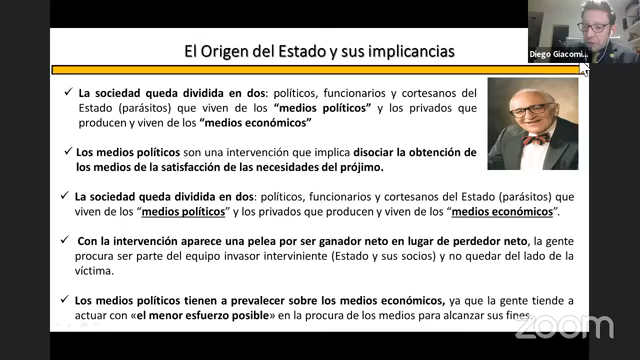 Diego Giacomi...
El Origen del Estado y sus implicancias
✓ La sociedad queda dividida en dos: políticos, funcionarios y cortesanos del
Estado (parásitos) que viven de los “medios políticos” y los privados que
producen y viven de los “medios económicos”
✓ Los medios políticos son una intervención que implica disociar la obtención de
los medios de la satisfacción de las necesidades del prójimo.
✓ La sociedad queda dividida en dos: políticos, funcionarios y cortesanos del Estado (parásitos) que
viven de los “medios políticos” y los privados que producen y viven de los “medios económicos”.
✓ Con la intervención aparece una pelea por ser ganador neto en lugar de perdedor neto, la gente
procura ser parte del equipo invasor interviniente (Estado y sus socios) y no quedar del lado de la
víctima.
✓ Los medios políticos tienen a prevalecer sobre los medios económicos, ya que la gente tiende a
actuar con «el menor esfuerzo posible» en la procura de los medios para alcanzar sus fines.
zoom